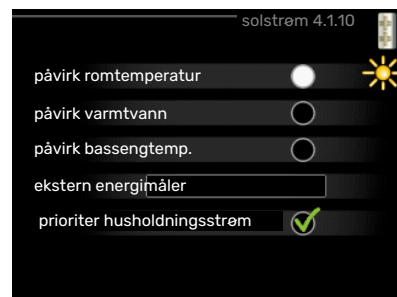 solstrøm 4.1.10
påvirk romtemperatur
påvirk varmtvann
påvirk bassengtemp.
ekstern energimåler
prioriter husholdningsstrøm